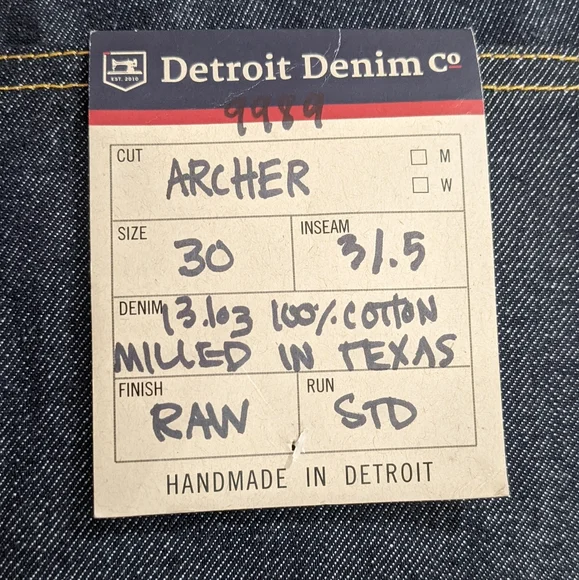 EST. 2010
Detroit Denim Co
9989
CUT ARCHER M
W
SIZE 30 INSEAM 31.5
DENIM 13.1oz 100% COTTON
MILLED IN TEXAS
FINISH RAW RUN STD
HANDMADE IN DETROIT